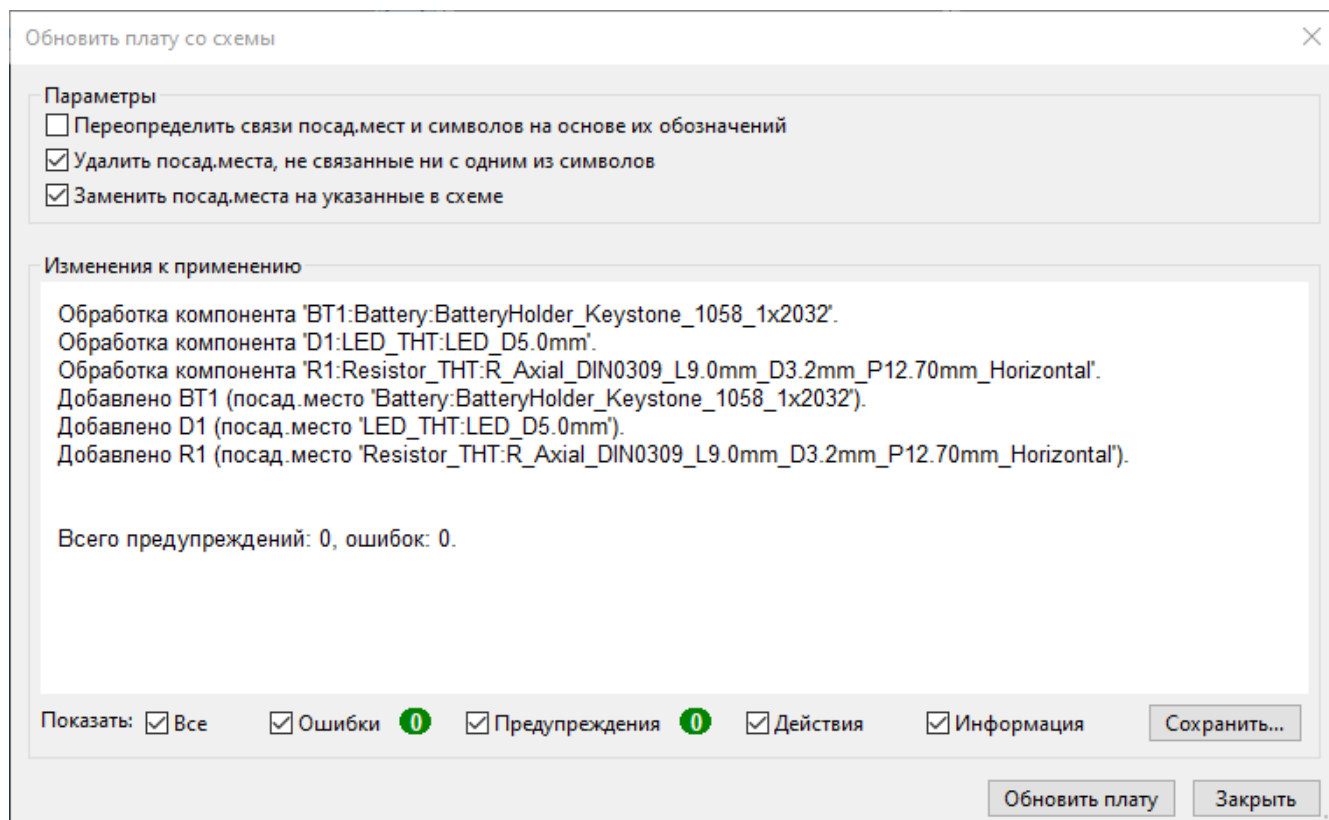 Обновить плату со схемы
Параметры
Переопределить связи посад.мест и символов на основе их обозначений
Удалить посад.места, не связанные ни с одним из символов
Заменить посад.места на указанные в схеме
Изменения к применению
Обработка компонента 'BT1:Battery:BatteryHolder_Keystone_1058_1x2032'.
Обработка компонента 'D1:LED_THT:LED_D5.0mm'.
Обработка компонента 'R1:Resistor_THT:R_Axial_DIN0309_L9.0mm_D3.2mm_P12.70mm_Horizontal'.
Добавлено BT1 (посад.место 'Battery:BatteryHolder_Keystone_1058_1x2032').
Добавлено D1 (посад.место 'LED_THT:LED_D5.0mm').
Добавлено R1 (посад.место 'Resistor_THT:R_Axial_DIN0309_L9.0mm_D3.2mm_P12.70mm_Horizontal').
Всего предупреждений: 0, ошибок: 0.
Показать: Все Ошибки 0 Предупреждения 0 Действия Информация Сохранить...
Обновить плату Закрыть